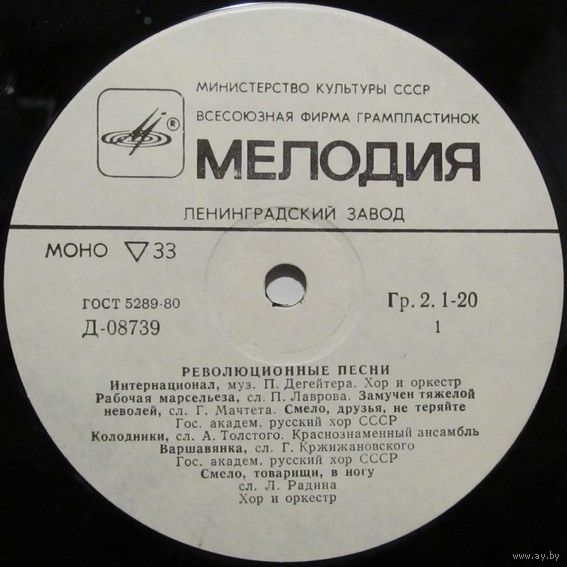 МИНИСТЕРСТВО КУЛЬТУРЫ СССР
ВСЕСОЮЗНАЯ ФИРМА ГРАМПЛАСТИНОК
®
МЕЛОДИЯ
ЛЕНИНГРАДСКИЙ ЗАВОД
МОНО ▽ 33
ГОСТ 5289-80
Гр. 2. 1-20
Д-08739
1
РЕВОЛЮЦИОННЫЕ ПЕСНИ
Интернационал, муз. П. Дегейтера. Хор и оркестр
Рабочая марсельеза, сл. П. Лаврова. Замучен тяжелой
неволей, сл. Г. Мачтета. Смело, друзья, не теряйте
Гос. академ. русский хор СССР
Колодники, сл. А. Толстого. Краснознаменный ансамбль
Варшавянка, сл. Г. Кржижановского
Гос. академ. русский хор СССР
Смело, товарищи, в ногу
сл. Л. Радина
Хор и оркестр
www.ay.by